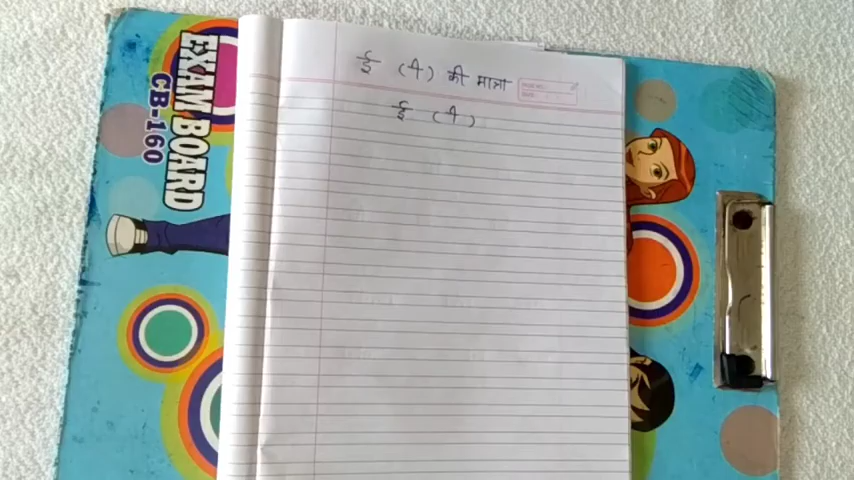 ई (ी) की मात्रा
ई (ी)
EXAM BOARD
CB-160